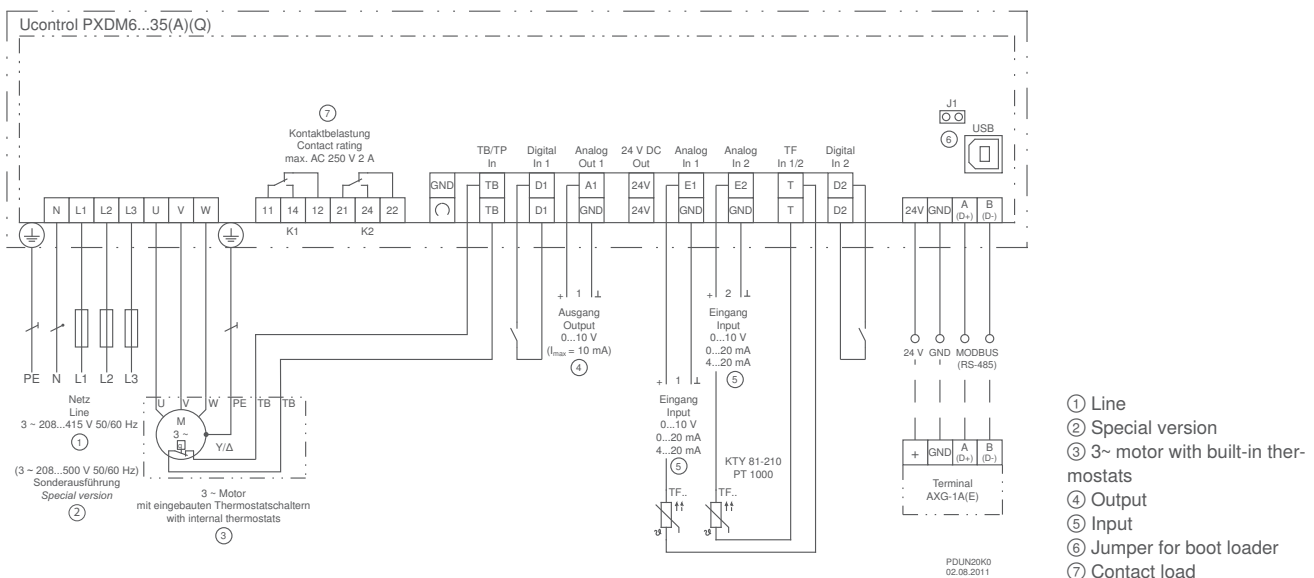 Ucontrol PXDM6...35(A)(Q)
7
Kontaktbelastung
Contact rating
max. AC 250 V 2 A
J1
6
USB
TB/TP In
Digital In 1
Analog Out 1
24 V DC Out
Analog In 1
Analog In 2
TF In 1/2
Digital In 2
GND TB D1 A1 24V E1 E2 T D2
N L1 L2 L3 U V W
11 14 12 21 24 22
TB D1 GND 24V GND GND T D2
24V GND A (D+) B (D-)
K1 K2
+ 1 ⊥
Ausgang
Output
0...10 V
(Imax = 10 mA)
4
+ 2 ⊥
Eingang
Input
0...10 V
0...20 mA
4...20 mA
5
24 V GND MODBUS
(RS-485)
PE N L1 L2 L3
Netz
Line
3 ~ 208...415 V 50/60 Hz
1
(3 ~ 208...500 V 50/60 Hz)
Sonderausführung
Special version
2
U V W PE TB TB
M
3 ~
Y/Δ
3 ~ Motor
mit eingebauten Thermostatschaltern
with internal thermostats
3
+ 1 ⊥
Eingang
Input
0...10 V
0...20 mA
4...20 mA
5
KTY 81-210
PT 1000
TF.. TF..
ϑ ϑ
+ GND A (D+) B (D-)
Terminal
AXG-1A(E)
PDUN20K0
02.08.2011
1 Line
2 Special version
3 3~ motor with built-in ther-
mostats
4 Output
5 Input
6 Jumper for boot loader
7 Contact load